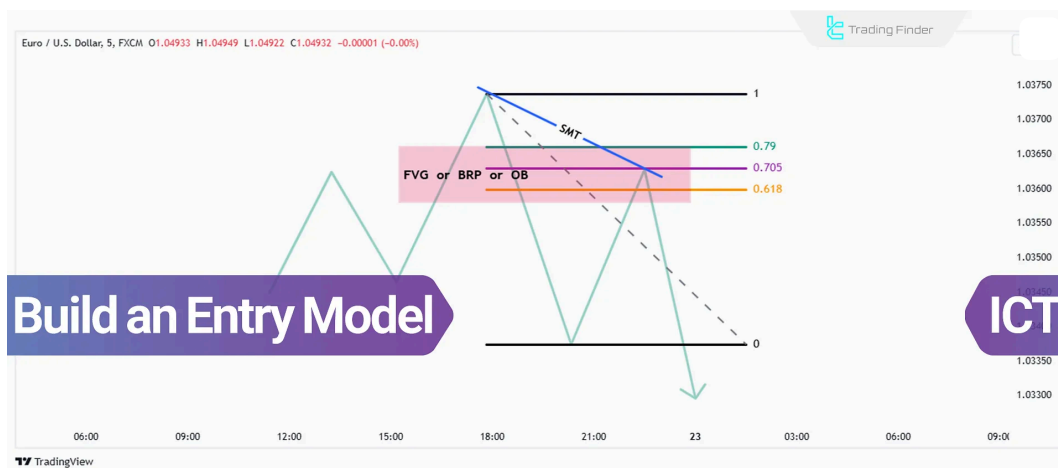 Trading Finder
Euro / U.S. Dollar, 5, FXCM O1.04933 H1.04949 L1.04922 C1.04932 −0.00001 (−0.00%)
1.03750
1
1.03700
SMT
0.79
1.03650
0.705
FVG or BRP or OB
0.618
1.03600
1.03550
1.03500
Build an Entry Model
ICT
0
1.03350
1.03300
06:00 09:00 12:00 15:00 18:00 21:00 23 03:00 06:00 09:0
TradingView